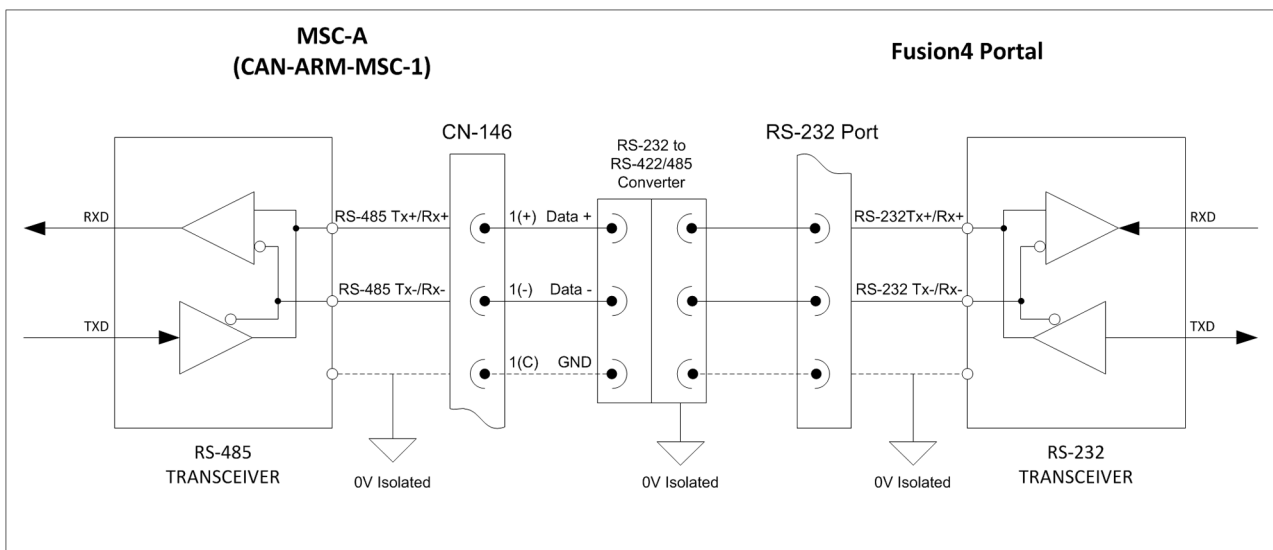 MSC-A
(CAN-ARM-MSC-1)
Fusion4 Portal
CN-146
RS-232 to
RS-422/485
Converter
RS-232 Port
RXD
RS-485 Tx+/Rx+
1(+) Data +
RS-232Tx+/Rx+
RXD
RS-485 Tx-/Rx-
1(-) Data -
RS-232 Tx-/Rx-
TXD
TXD
1(C) GND
RS-485
TRANSCEIVER
0V Isolated
0V Isolated
0V Isolated
RS-232
TRANSCEIVER